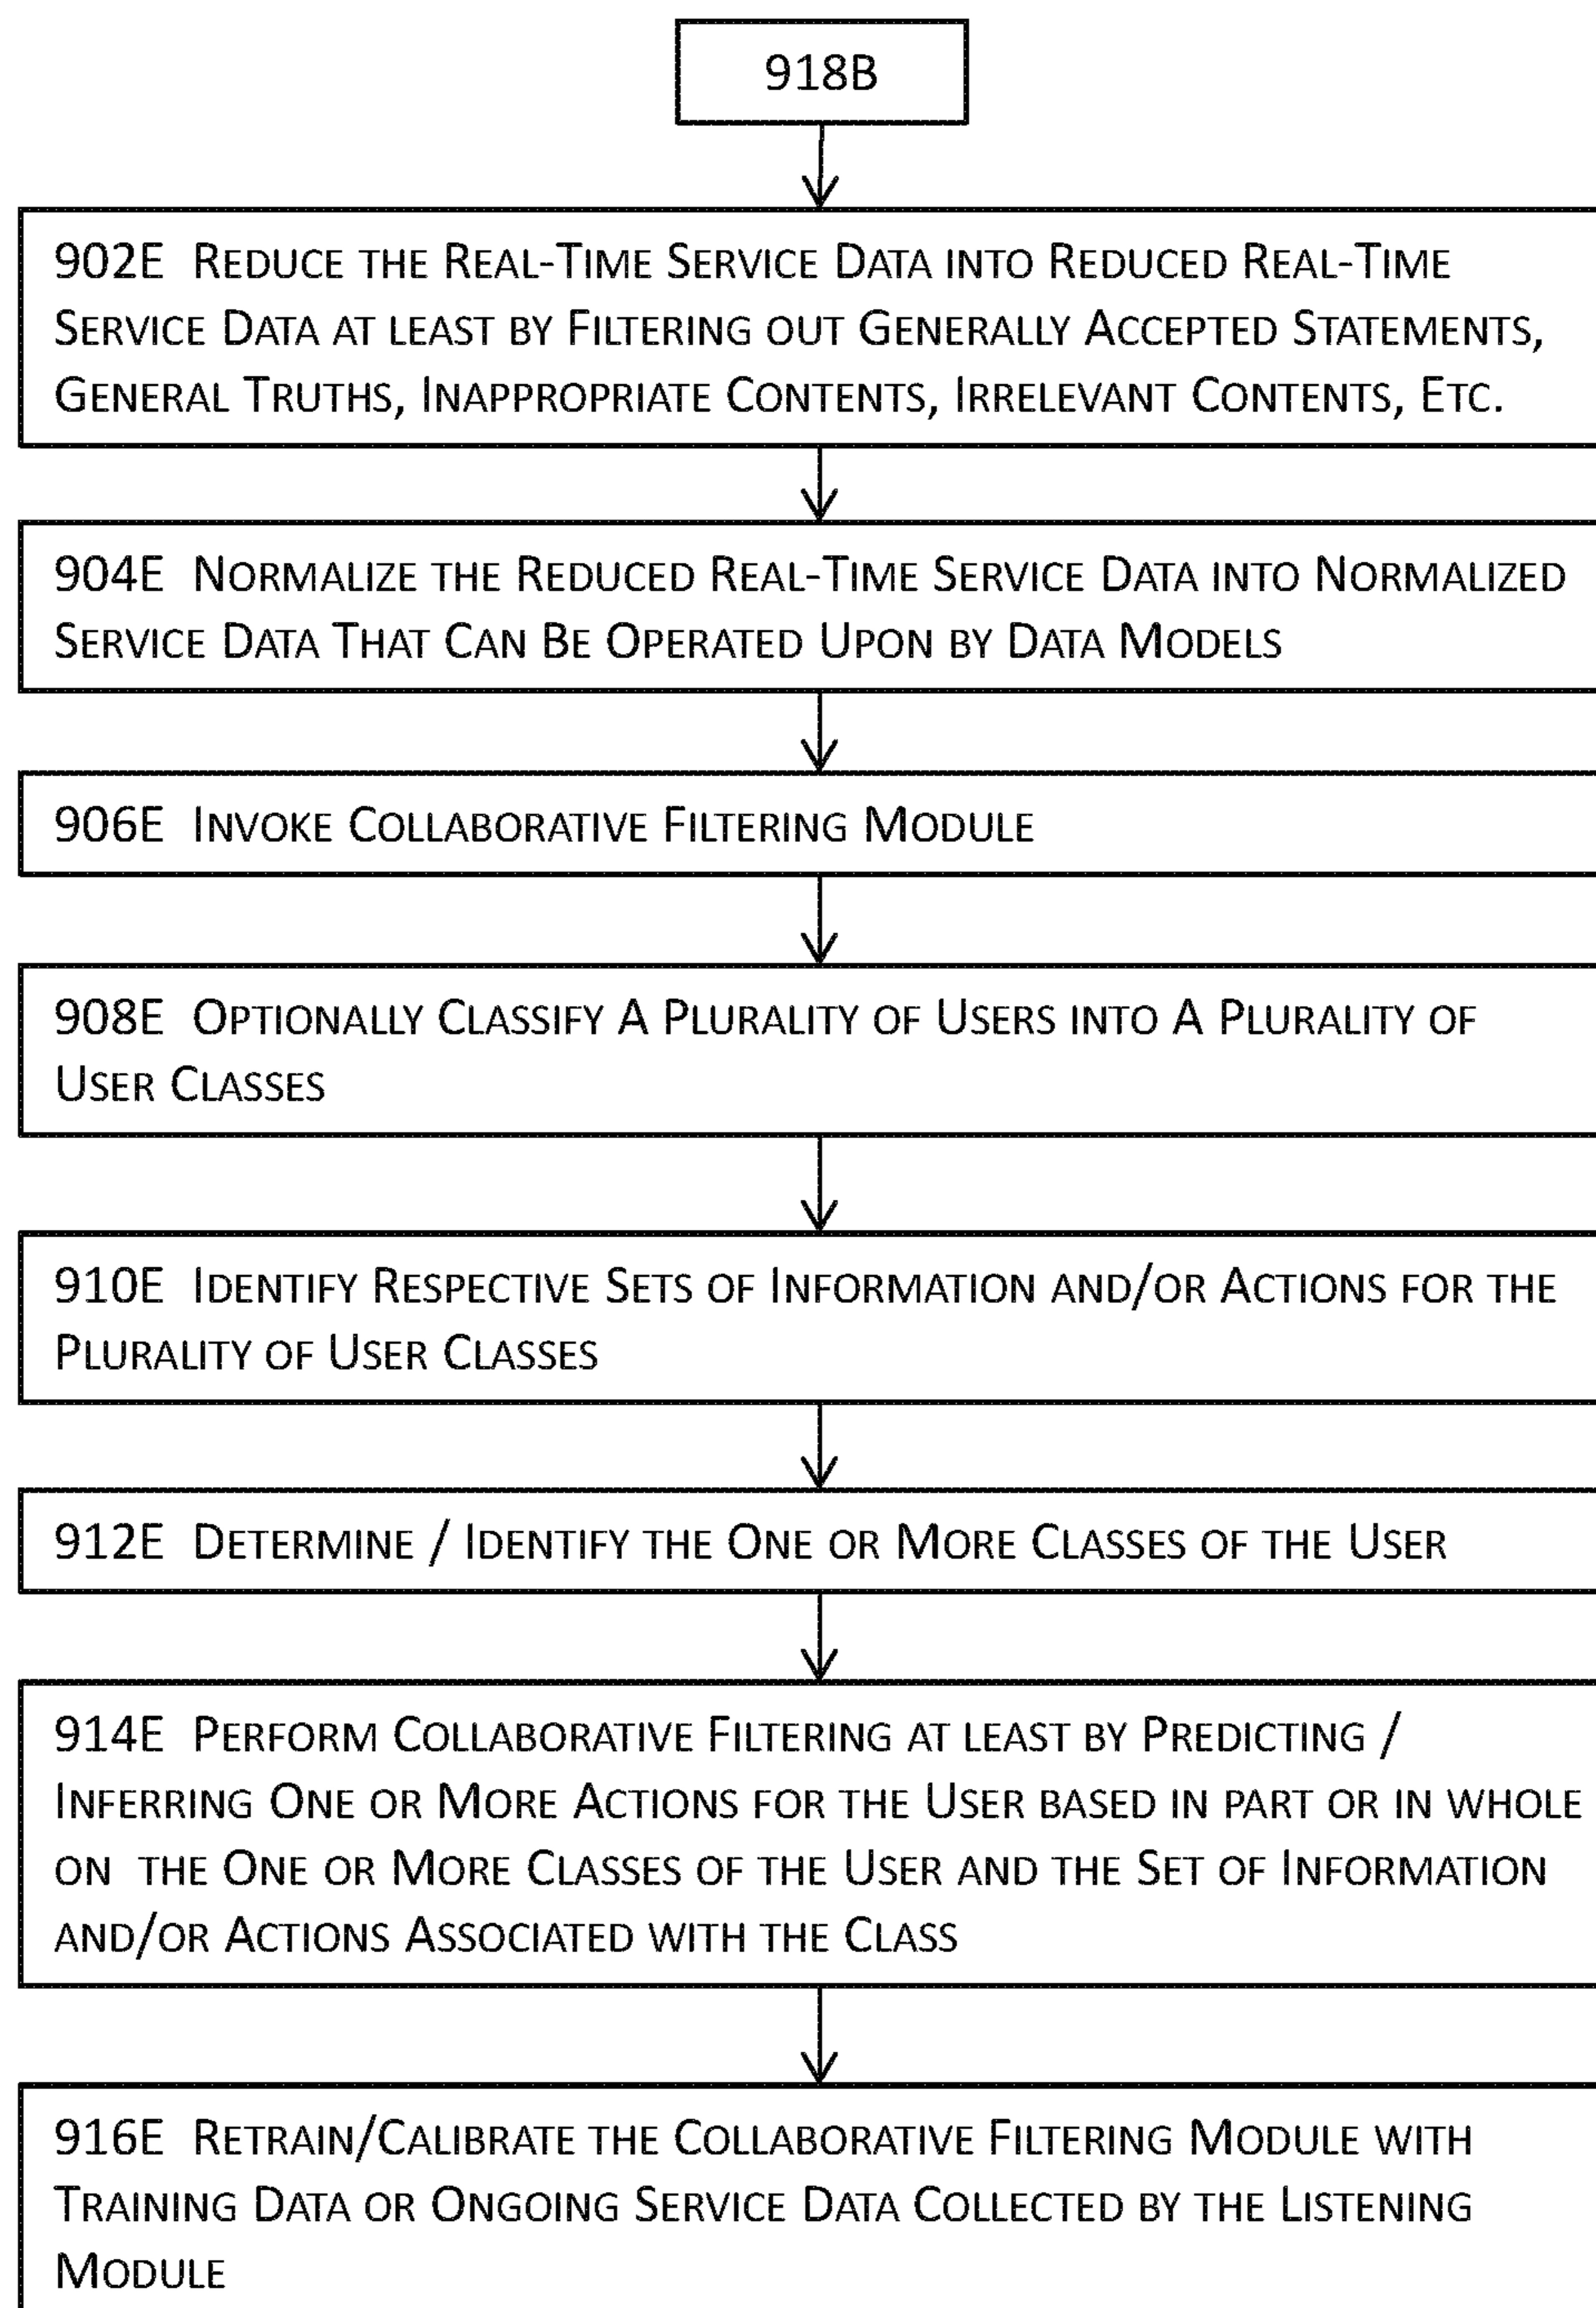 918B
902E Reduce the Real-Time Service Data into Reduced Real-Time
Service Data at least by Filtering out Generally Accepted Statements,
General Truths, Inappropriate Contents, Irrelevant Contents, Etc.
904E Normalize the Reduced Real-Time Service Data into Normalized
Service Data That Can Be Operated Upon by Data Models
906E Invoke Collaborative Filtering Module
908E Optionally Classify A Plurality of Users into A Plurality of
User Classes
910E Identify Respective Sets of Information and/or Actions for the
Plurality of User Classes
912E Determine / Identify the One or More Classes of the User
914E Perform Collaborative Filtering at least by Predicting /
Inferring One or More Actions for the User based in part or in whole
on the One or More Classes of the User and the Set of Information
and/or Actions Associated with the Class
916E Retrain/Calibrate the Collaborative Filtering Module with
Training Data or Ongoing Service Data Collected by the Listening
Module